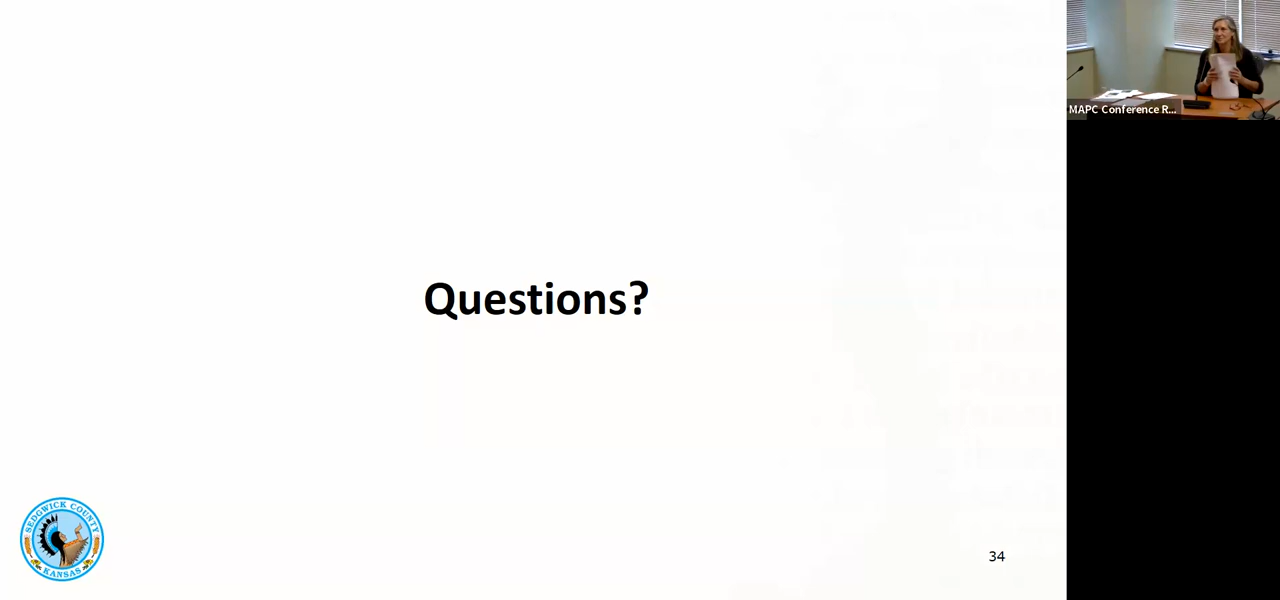 MAPC Conference R...
Questions?
SEDGWICK COUNTY
KANSAS
34